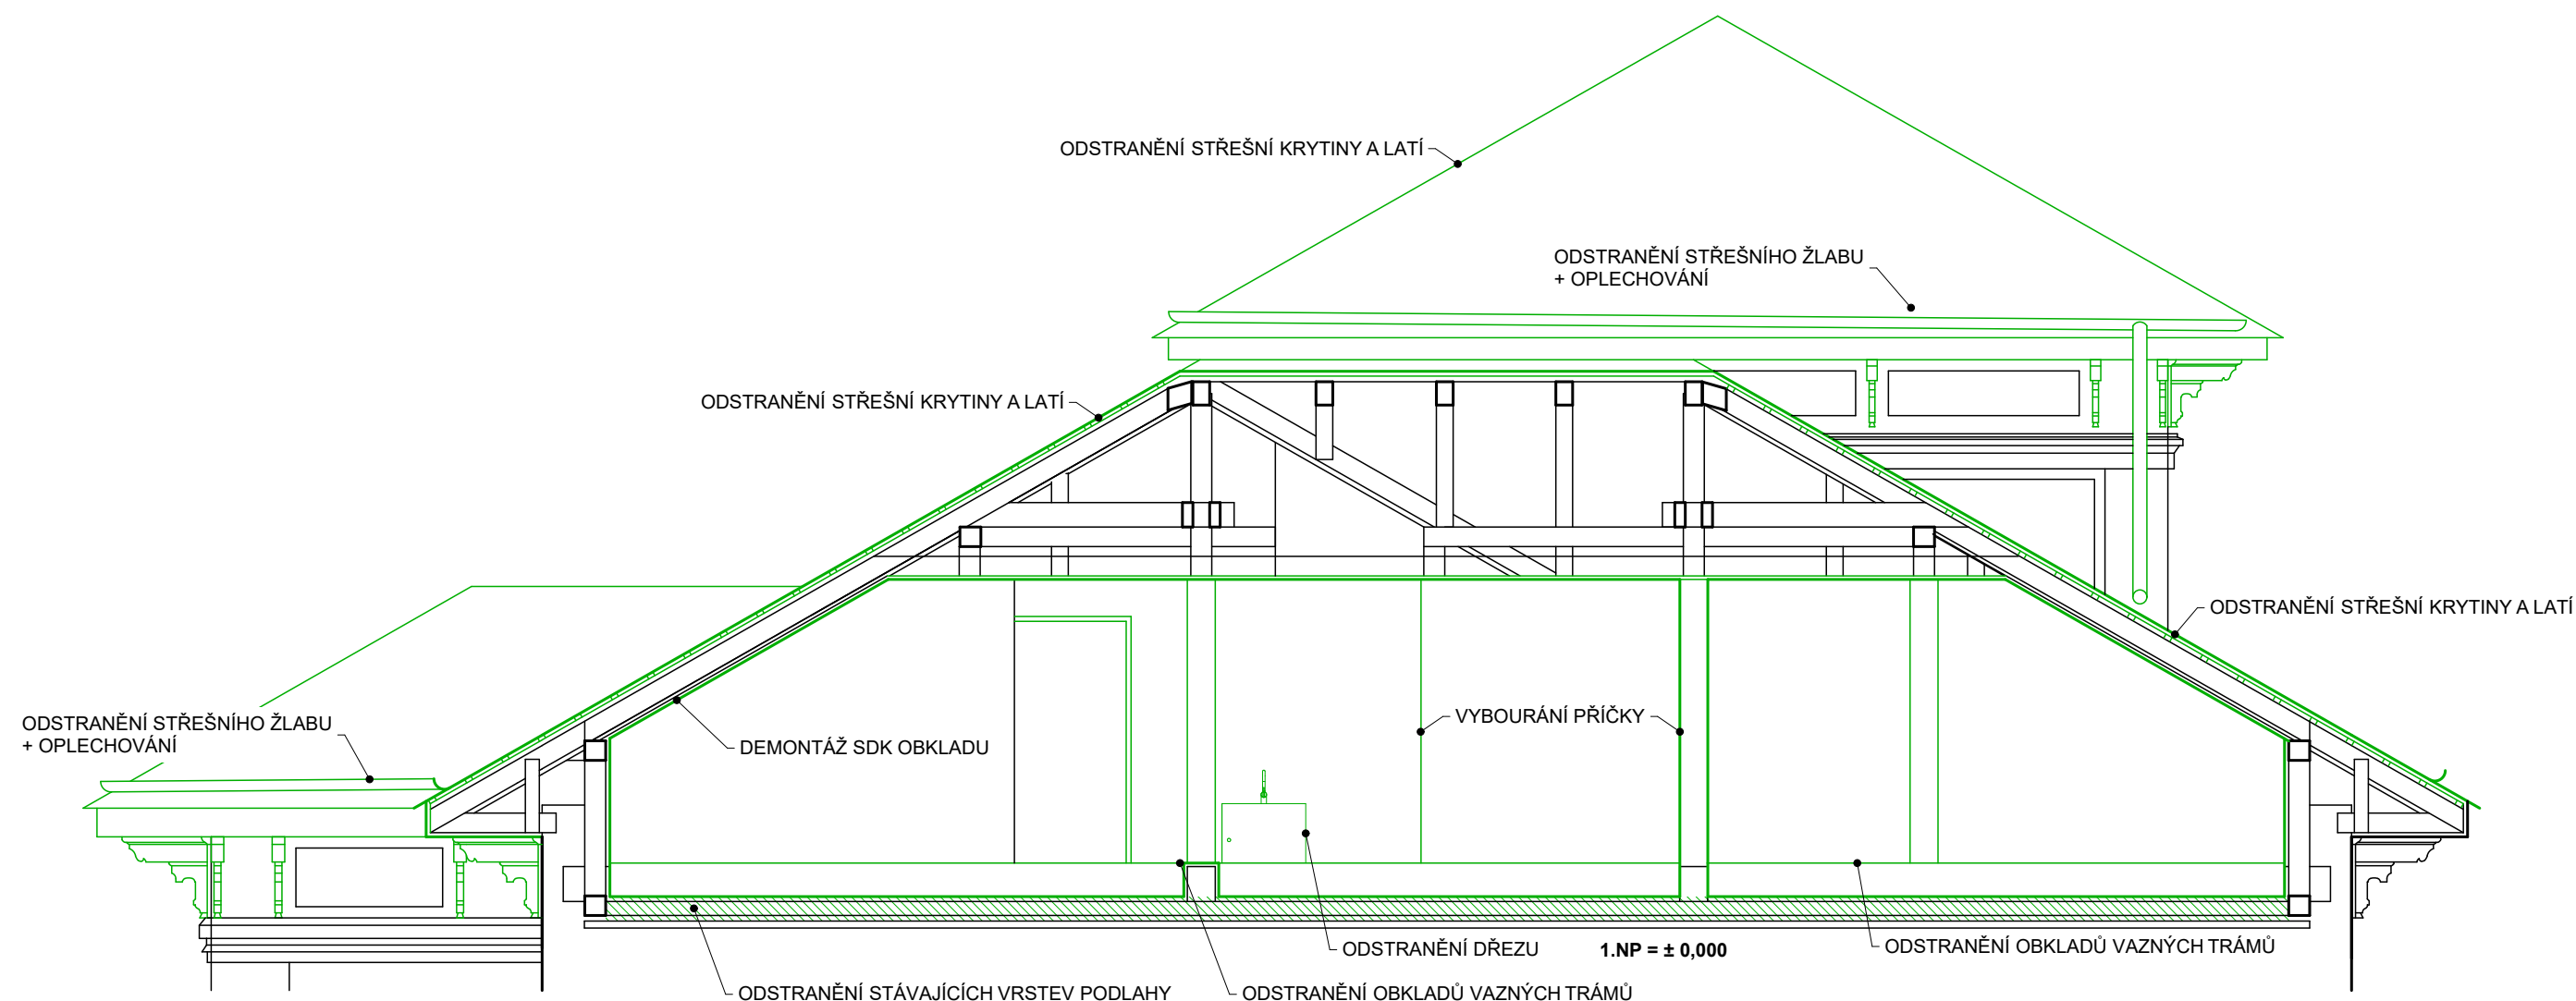 ODSTRANĚNÍ STŘEŠNÍ KRYTINY A LATÍ
ODSTRANĚNÍ STŘEŠNÍHO ŽLABU
+ OPLECHOVÁNÍ
ODSTRANĚNÍ STŘEŠNÍ KRYTINY A LATÍ
ODSTRANĚNÍ STŘEŠNÍ KRYTINY A LATÍ
ODSTRANĚNÍ STŘEŠNÍHO ŽLABU
+ OPLECHOVÁNÍ
VYBOURÁNÍ PŘÍČKY
DEMONTÁŽ SDK OBKLADU
ODSTRANĚNÍ DŘEZU
1.NP = ± 0,000
ODSTRANĚNÍ OBKLADŮ VAZNÝCH TRÁMŮ
ODSTRANĚNÍ STÁVAJÍCÍCH VRSTEV PODLAHY
ODSTRANĚNÍ OBKLADŮ VAZNÝCH TRÁMŮ